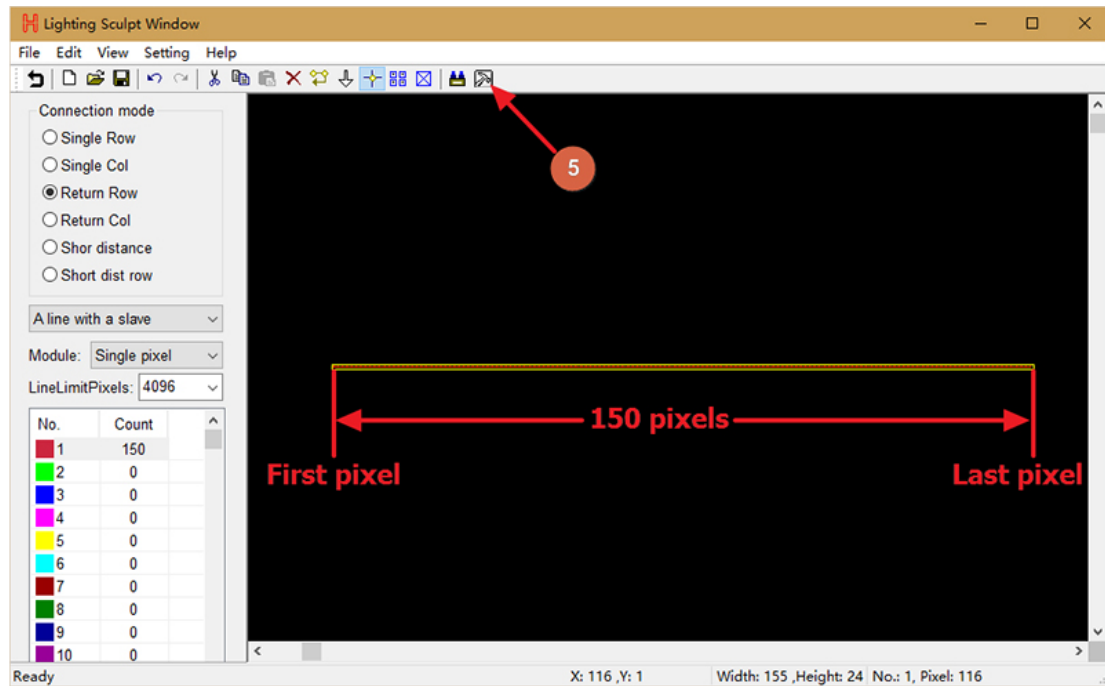 Lighting Sculpt Window
File Edit View Setting Help
Connection mode
Single Row
Single Col
Return Row
Return Col
Shor distance
Short dist row
A line with a slave
Module: Single pixel
LineLimitPixels: 4096
No. Count
1 150
2 0
3 0
4 0
5 0
6 0
7 0
8 0
9 0
10 0
5
150 pixels
First pixel
Last pixel
Ready
X: 116 ,Y: 1
Width: 155 ,Height: 24
No.: 1, Pixel: 116